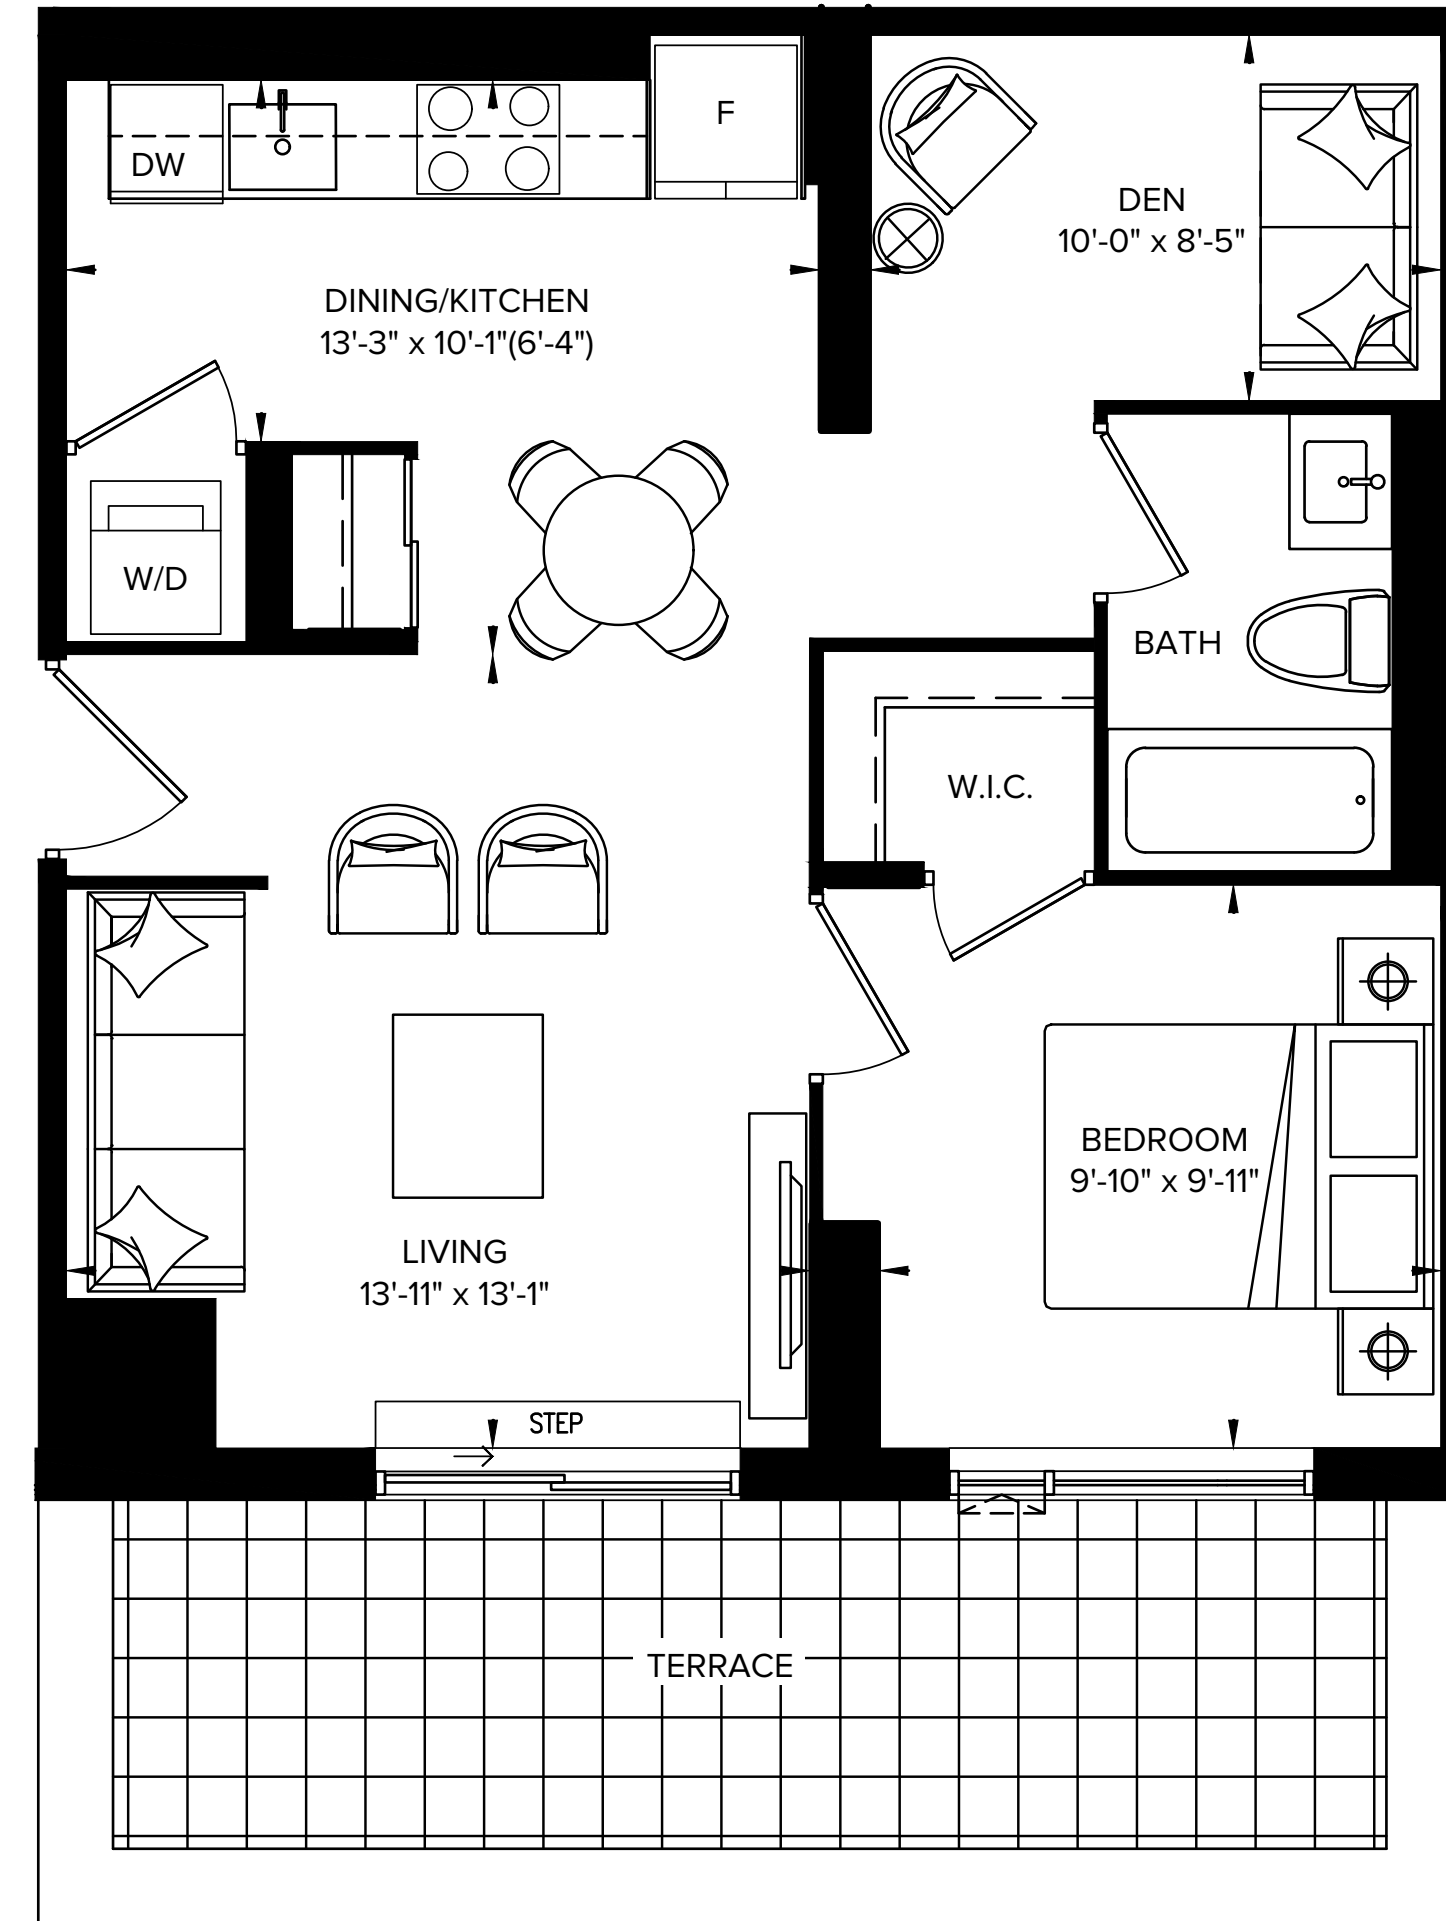 F
DW
DEN
10'-0" x 8'-5"
DINING/KITCHEN
13'-3" x 10'-1"(6'-4")
W/D
BATH
W.I.C.
BEDROOM
9'-10" x 9'-11"
LIVING
13'-11" x 13'-1"
STEP
TERRACE